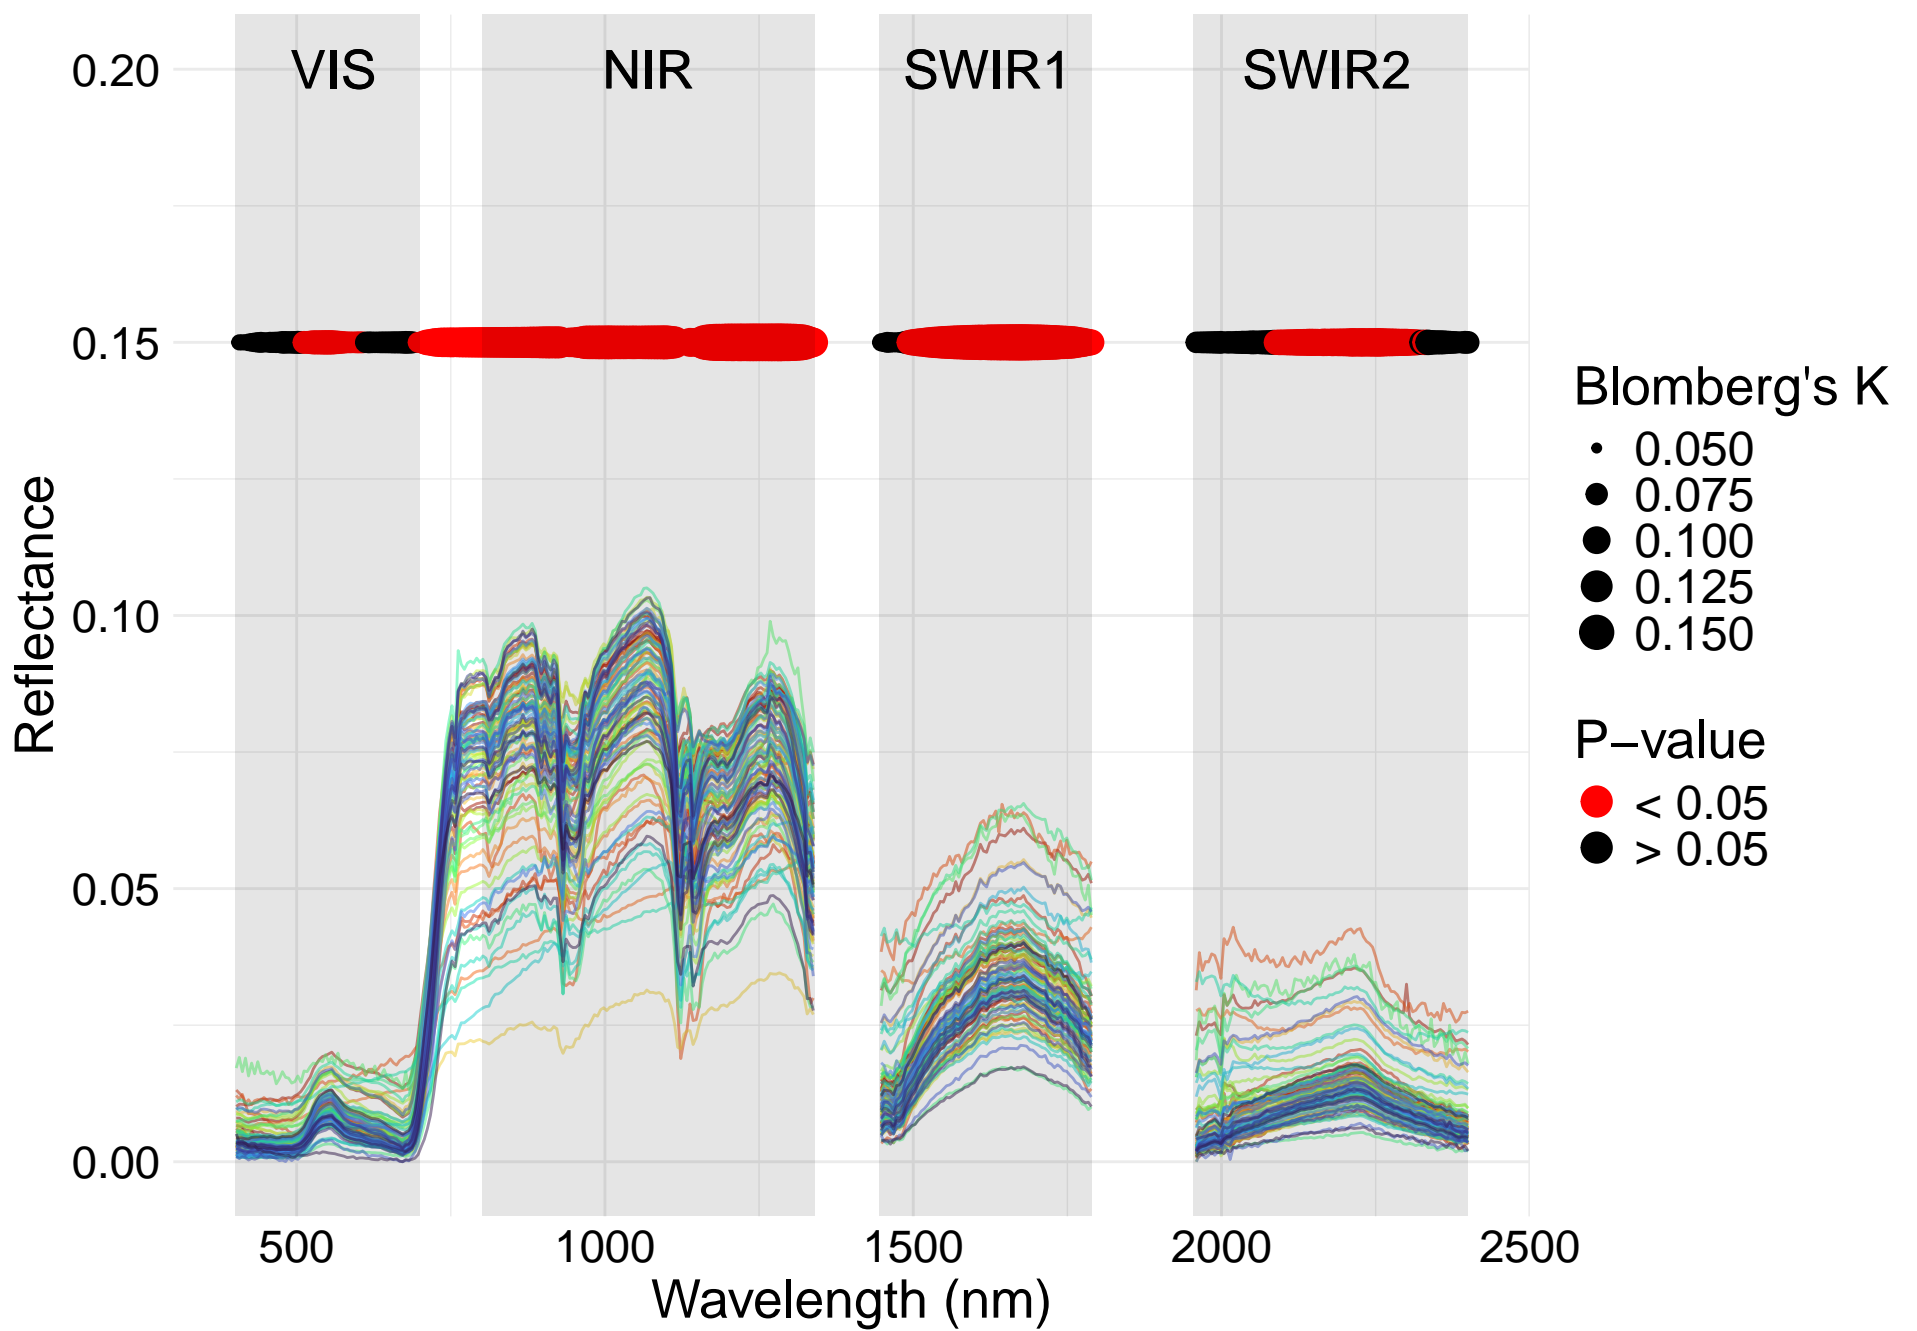 VIS NIR SWIR1 SWIR2
0.20
0.15
0.10
0.05
0.00
Reflectance
500 1000 1500 2000 2500
Wavelength (nm)
Blomberg's K
0.050
0.075
0.100
0.125
0.150
P−value
< 0.05
> 0.05